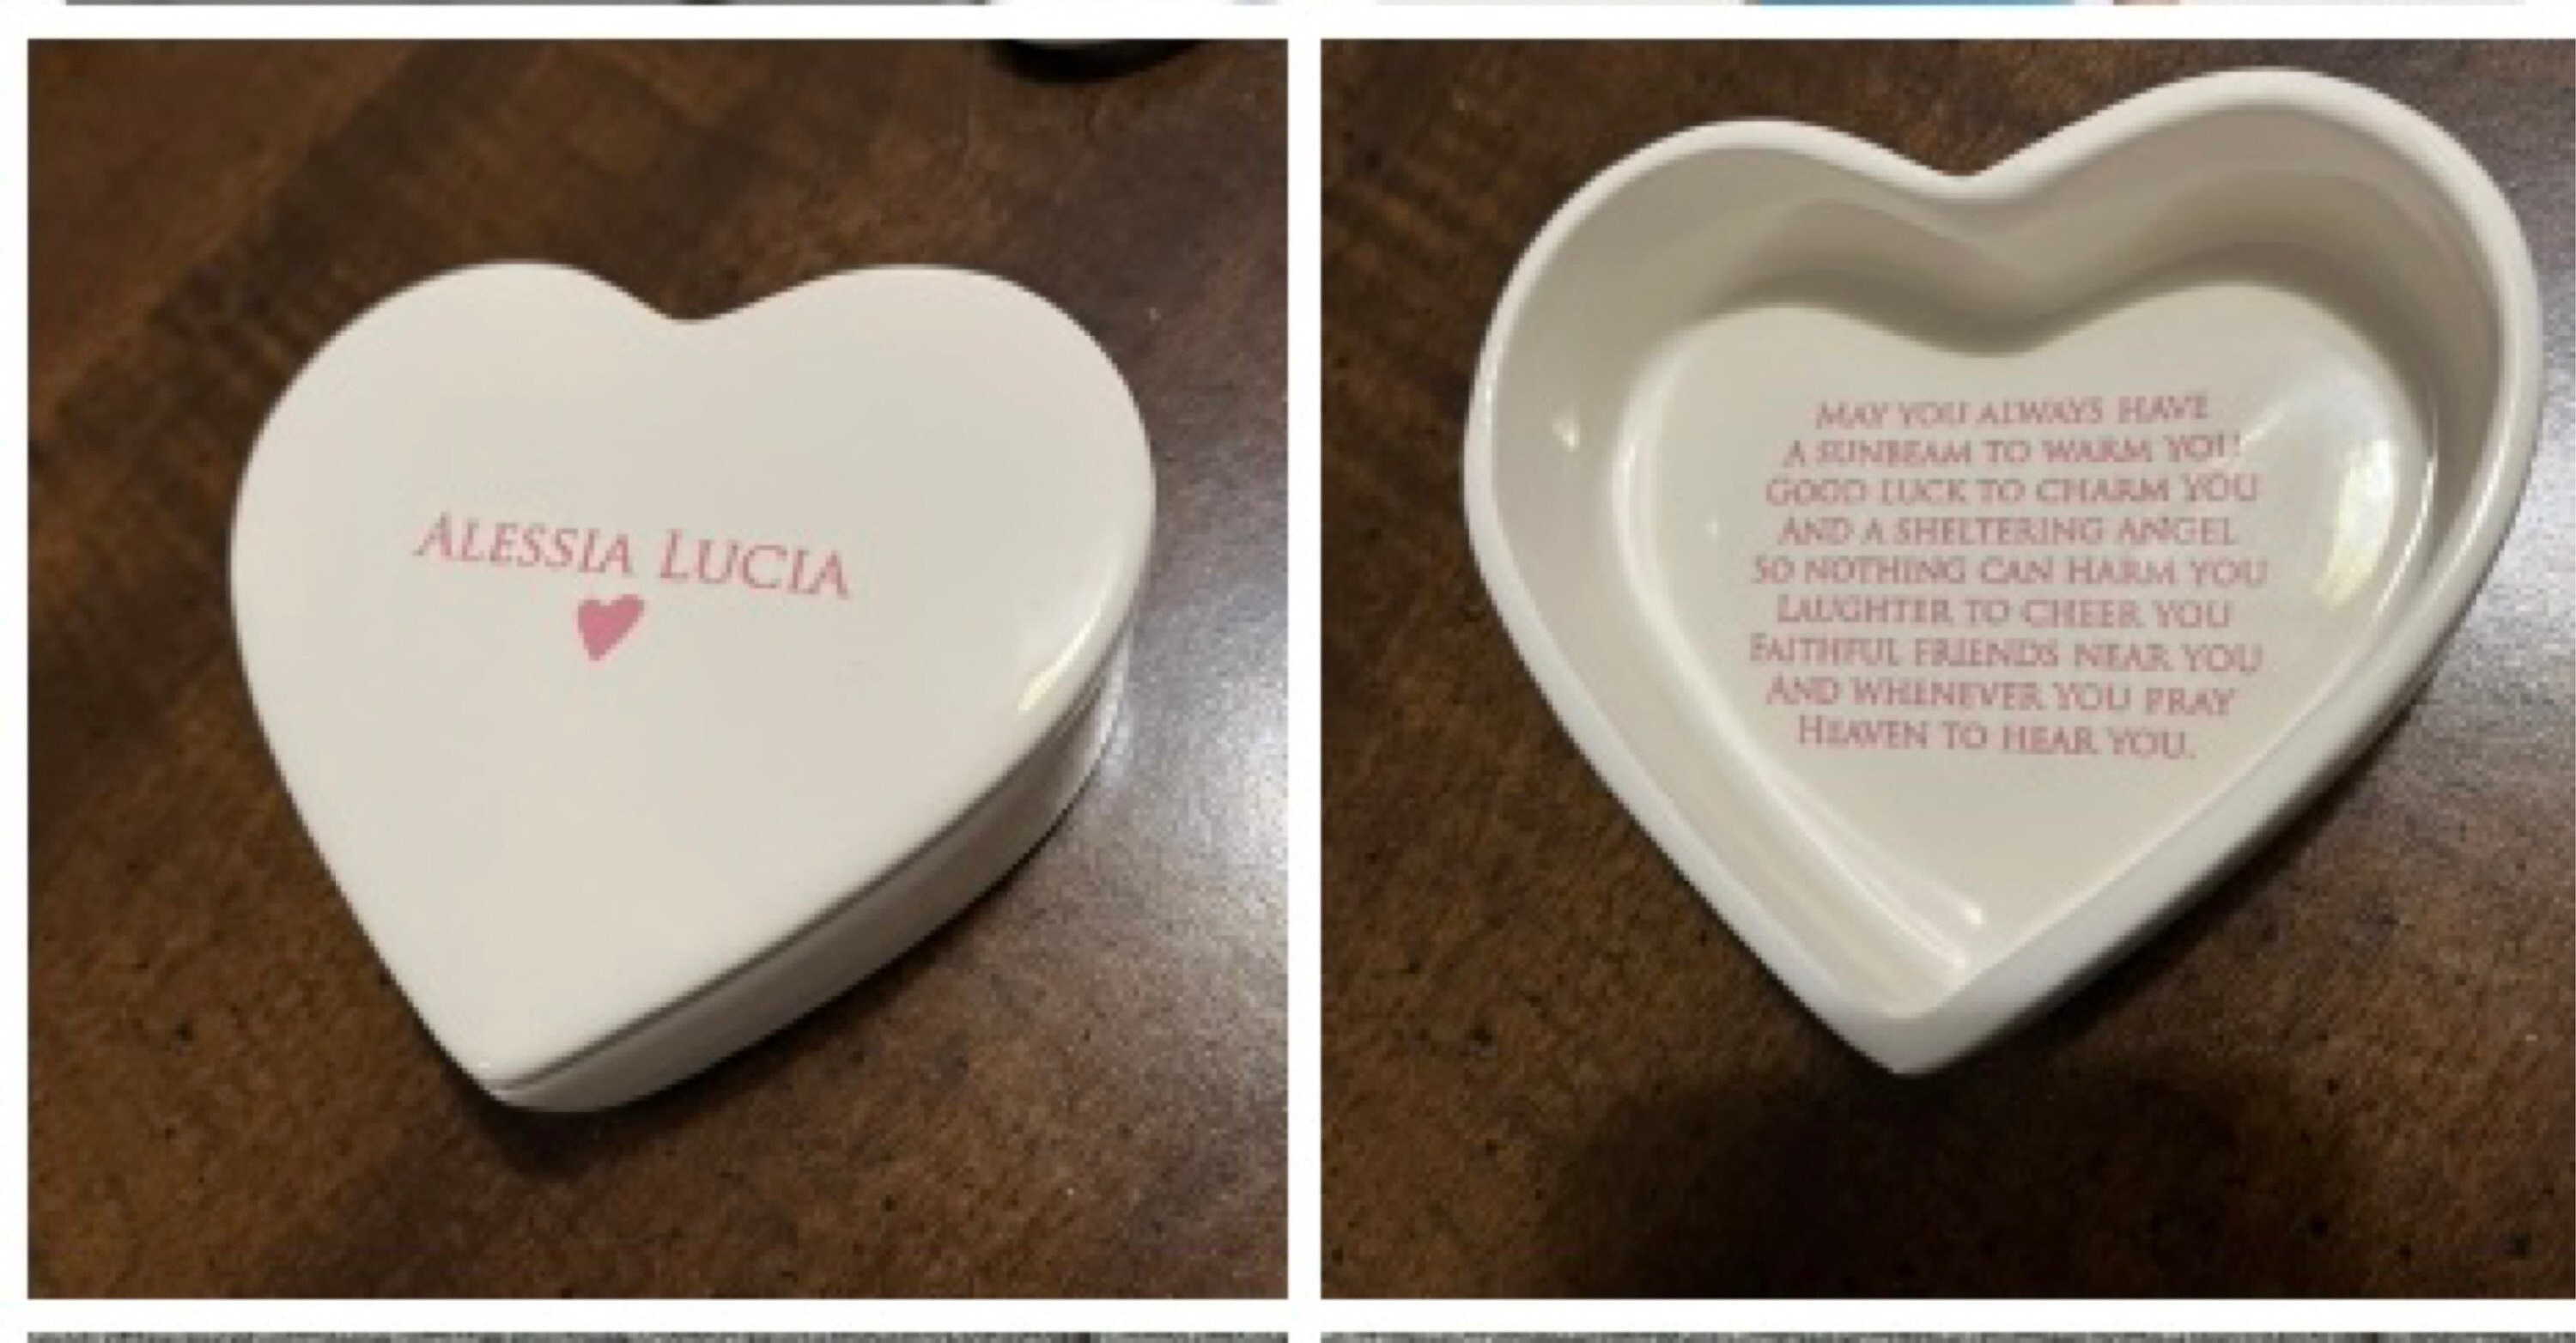 ALESSIA LUCIA
MAY YOU ALWAYS HAVE
A SUNBEAM TO WARM YOU
GOOD LUCK TO CHARM YOU
AND A SHELTERING ANGEL
SO NOTHING CAN HARM YOU
LAUGHTER TO CHEER YOU
FAITHFUL FRIENDS NEAR YOU
AND WHENEVER YOU PRAY
HEAVEN TO HEAR YOU.